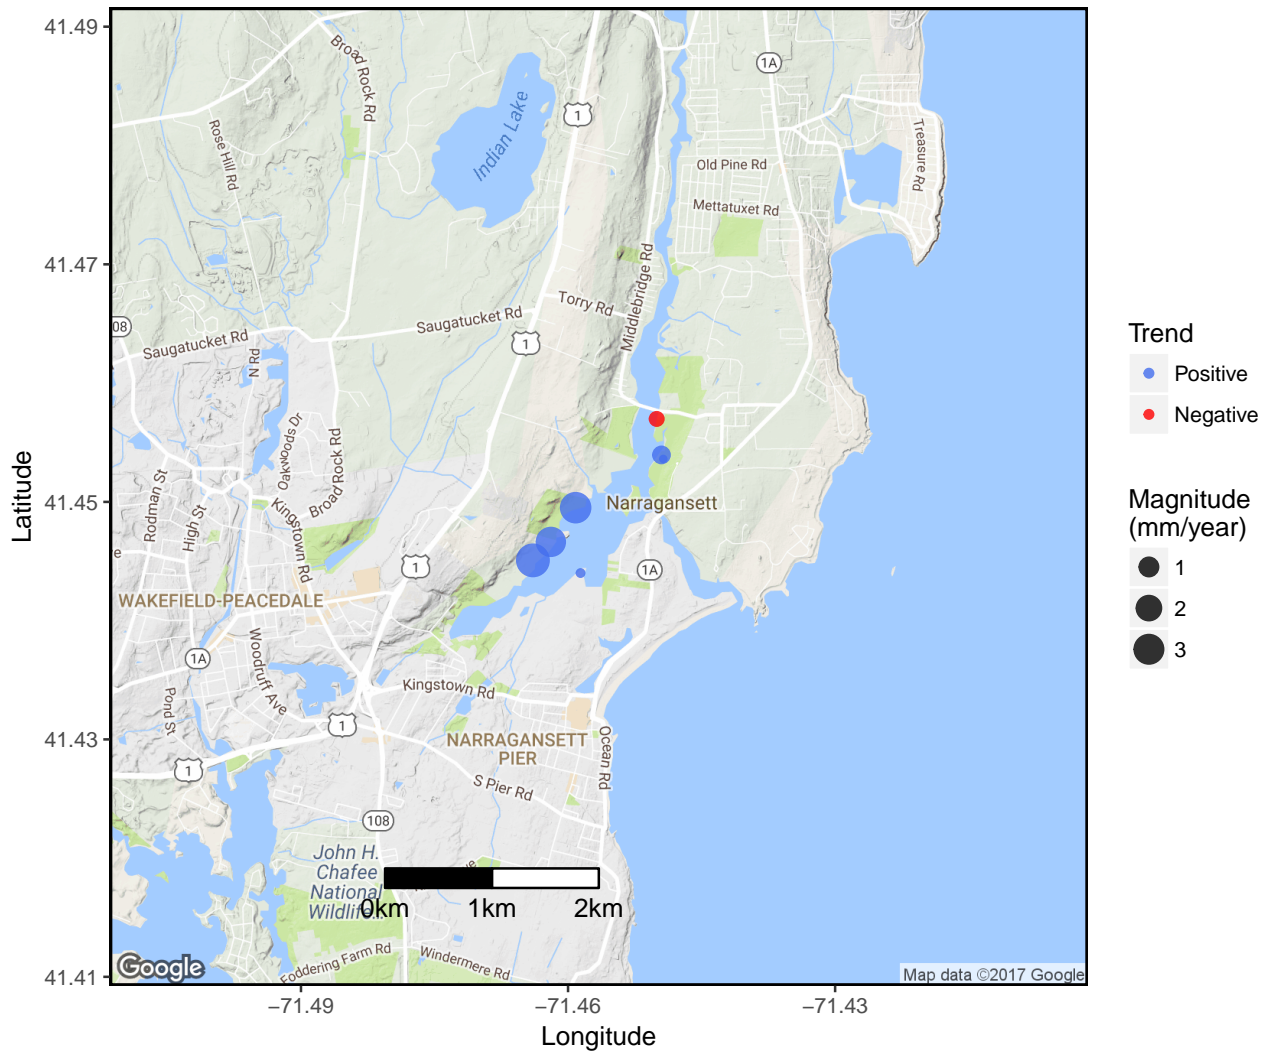 41.49
41.47
41.45
41.43
41.41
Latitude
−71.49
−71.46
−71.43
Longitude
Broad Rock Rd
Rose Hill Rd
Indian Lake
1
1A
Treasure Rd
Old Pine Rd
Mettatuxet Rd
Middlebridge Rd
Torry Rd
Saugatucket Rd
1
08
Saugatucket Rd
N Rd
Oakwoods Dr
Broad Rock Rd
Rodman St
High St
Kingstown Rd
Narragansett
1
1A
WAKEFIELD-PEACEDALE
1A
Woodruff Ave
Pond St
Kingstown Rd
1
1
NARRAGANSETT
PIER
Ocean Rd
S Pier Rd
108
John H.
Chafee
National
Wildlif...
0km
1km
2km
Foddering Farm Rd
Windermere Rd
Google
Map data ©2017 Google
Trend
Positive
Negative
Magnitude
(mm/year)
1
2
3